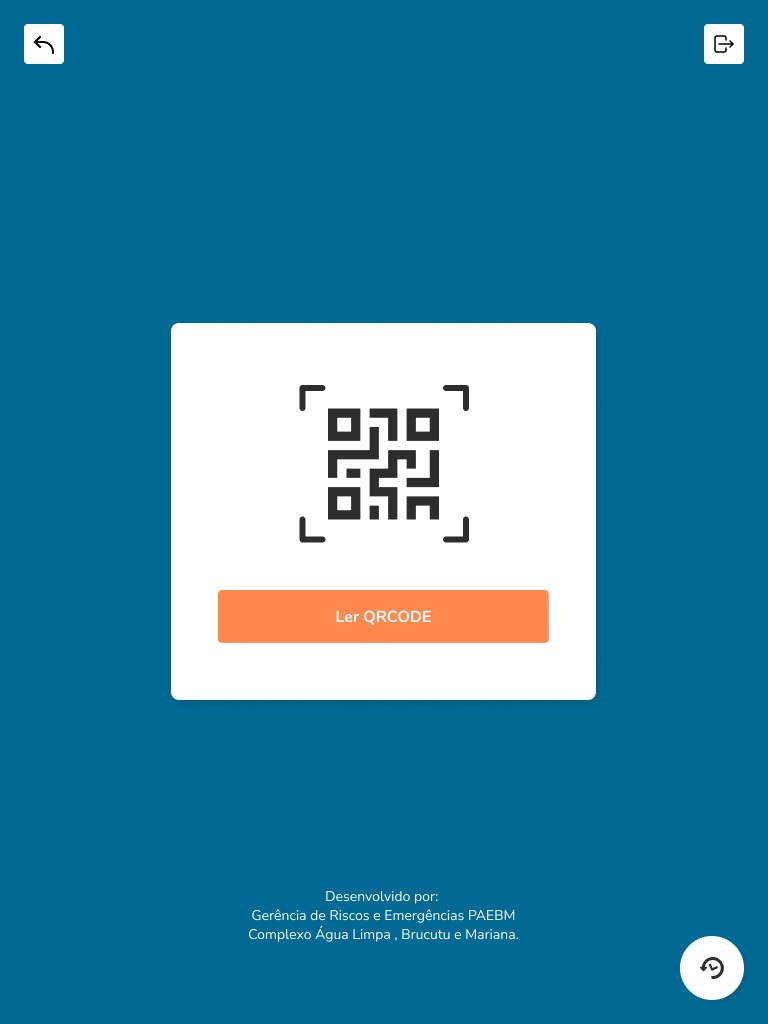 Ler QRCODE
Desenvolvido por:
Gerência de Riscos e Emergências PAEBM
Complexo Água Limpa , Brucutu e Mariana.